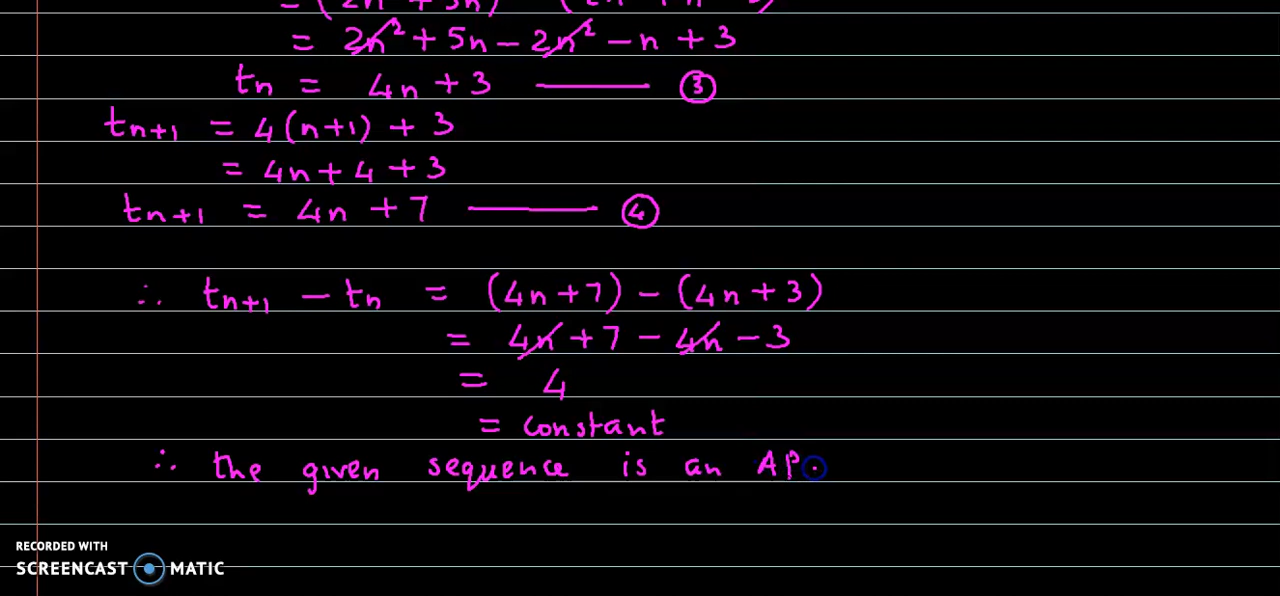 = 2n² + 5n - 2n² - n + 3
tn = 4n + 3 ——— ③
tn+1 = 4(n+1) + 3
= 4n + 4 + 3
tn+1 = 4n + 7 ——— ④
∴ tn+1 - tn = (4n + 7) - (4n + 3)
= 4n + 7 - 4n - 3
= 4
= constant
∴ the given sequence is an AP.
RECORDED WITH
SCREENCAST MATIC